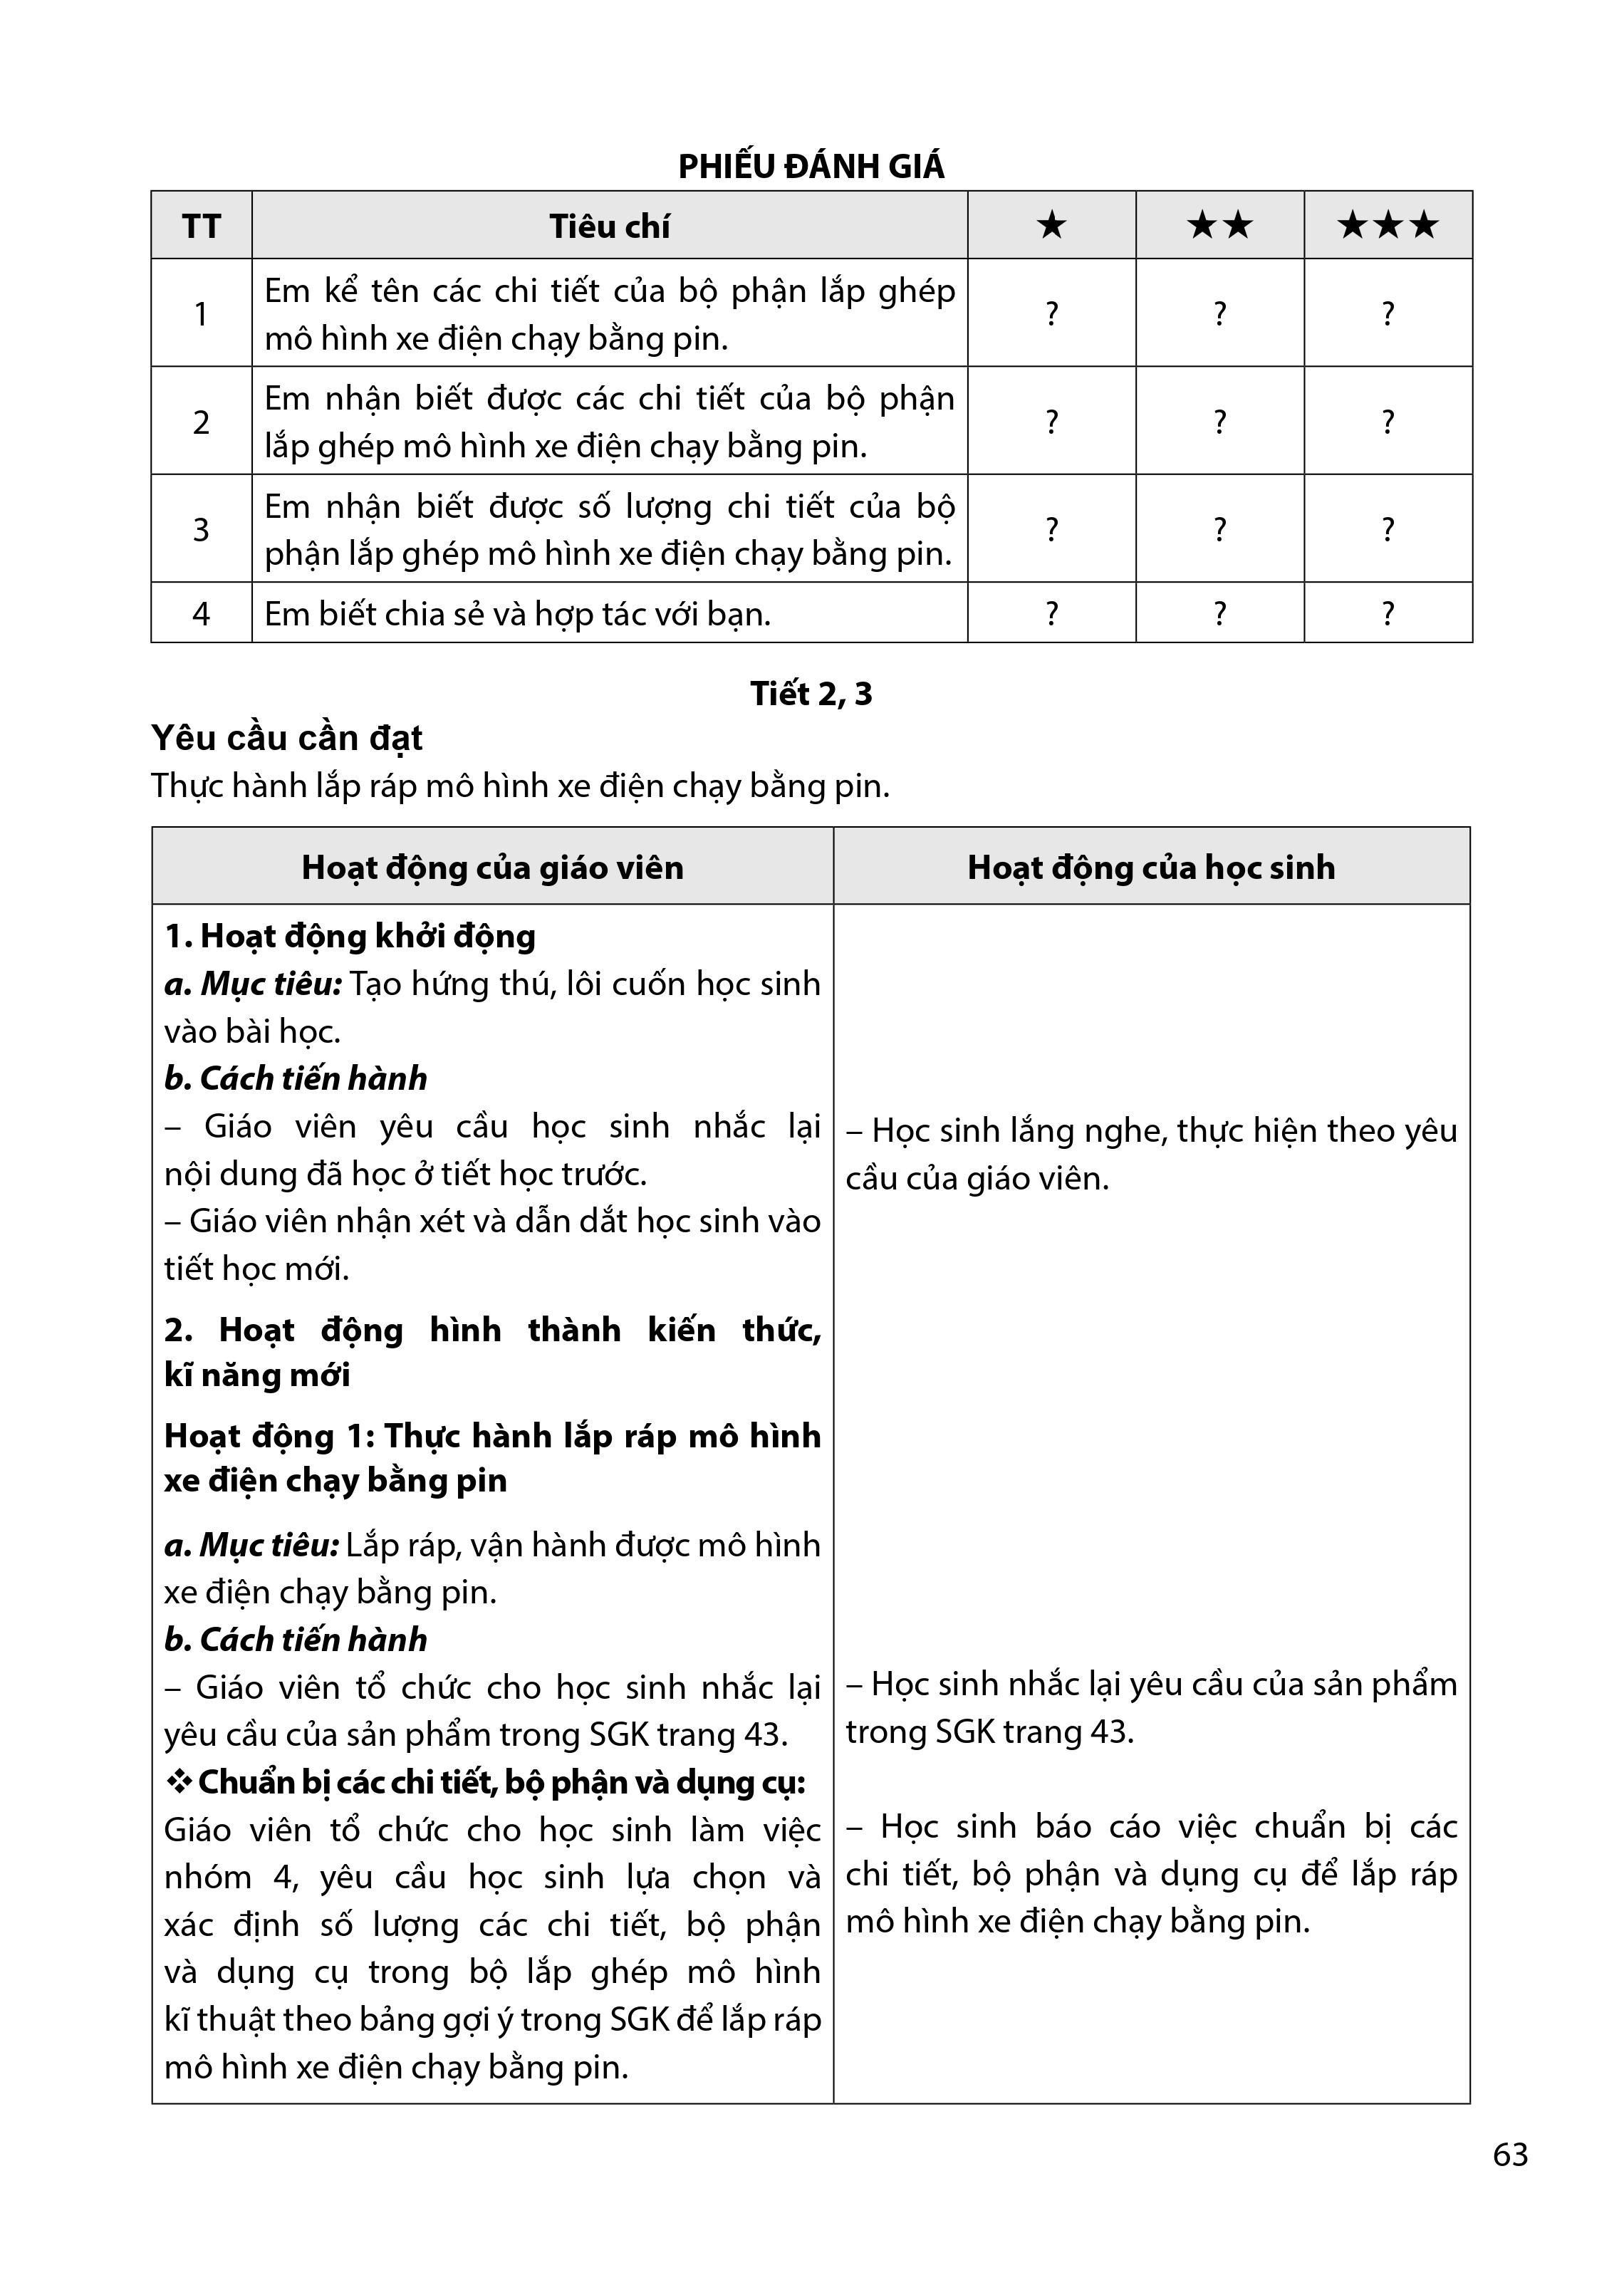 PHIẾU ĐÁNH GIÁ
TT Tiêu chí ★ ★★ ★★★
1 Em kể tên các chi tiết của bộ phận lắp ghép
mô hình xe điện chạy bằng pin. ? ? ?
2 Em nhận biết được các chi tiết của bộ phận
lắp ghép mô hình xe điện chạy bằng pin. ? ? ?
3 Em nhận biết được số lượng chi tiết của bộ
phận lắp ghép mô hình xe điện chạy bằng pin. ? ? ?
4 Em biết chia sẻ và hợp tác với bạn. ? ? ?
Tiết 2, 3
Yêu cầu cần đạt
Thực hành lắp ráp mô hình xe điện chạy bằng pin.
Hoạt động của giáo viên
1. Hoạt động khởi động
a. Mục tiêu: Tạo hứng thú, lôi cuốn học sinh
vào bài học.
b. Cách tiến hành
– Giáo viên yêu cầu học sinh nhắc lại
nội dung đã học ở tiết học trước.
– Giáo viên nhận xét và dẫn dắt học sinh vào
tiết học mới.
2. Hoạt động hình thành kiến thức,
kĩ năng mới
Hoạt động 1: Thực hành lắp ráp mô hình
xe điện chạy bằng pin
a. Mục tiêu: Lắp ráp, vận hành được mô hình
xe điện chạy bằng pin.
b. Cách tiến hành
– Giáo viên tổ chức cho học sinh nhắc lại
yêu cầu của sản phẩm trong SGK trang 43.
❖ Chuẩn bị các chi tiết, bộ phận và dụng cụ:
Giáo viên tổ chức cho học sinh làm việc
nhóm 4, yêu cầu học sinh lựa chọn và
xác định số lượng các chi tiết, bộ phận
và dụng cụ trong bộ lắp ghép mô hình
kĩ thuật theo bảng gợi ý trong SGK để lắp ráp
mô hình xe điện chạy bằng pin.
Hoạt động của học sinh
– Học sinh lắng nghe, thực hiện theo yêu
cầu của giáo viên.
– Học sinh nhắc lại yêu cầu của sản phẩm
trong SGK trang 43.
– Học sinh báo cáo việc chuẩn bị các
chi tiết, bộ phận và dụng cụ để lắp ráp
mô hình xe điện chạy bằng pin.
63